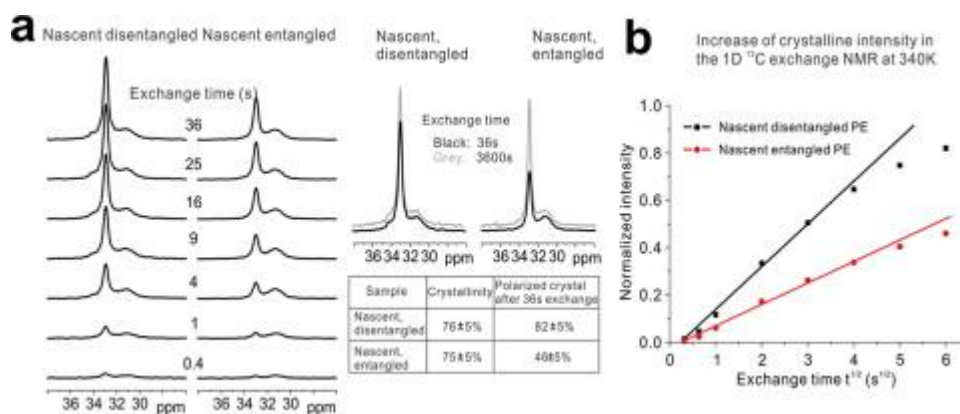 a
Nascent disentangled Nascent entangled
Exchange time (s)
36
25
16
9
4
1
0.4
36 34 32 30 ppm 36 34 32 30 ppm
Nascent, disentangled
Nascent, entangled
Exchange time
Black: 36s
Grey: 3600s
36 34 32 30 ppm 36 34 32 30 ppm
Sample Crystallinity Polarized crystal after 36s exchange
Nascent, disentangled 76±5% 82±5%
Nascent, entangled 75±5% 46±5%
b
Increase of crystalline intensity in
the 1D ¹³C exchange NMR at 340K
Nascent disentangled PE
Nascent entangled PE
Normalized intensity
1.0
0.8
0.6
0.4
0.2
0.0
0 1 2 3 4 5 6
Exchange time t^1/2 (s^1/2)